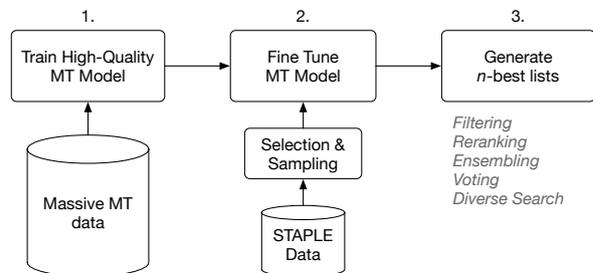 1.
Train High-Quality
MT Model
Massive MT
data
2.
Fine Tune
MT Model
Selection &
Sampling
STAPLE
Data
3.
Generate
n-best lists
Filtering
Reranking
Ensembling
Voting
Diverse Search